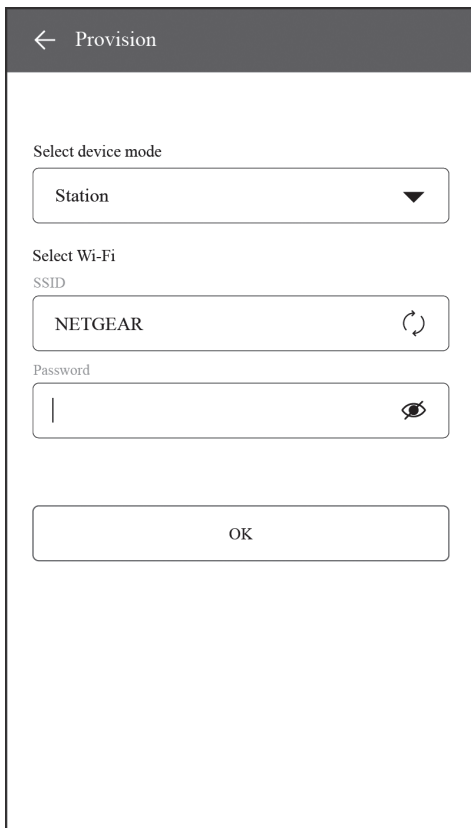 Provision
Select device mode
Station
Select Wi-Fi
SSID
NETGEAR
Password
OK